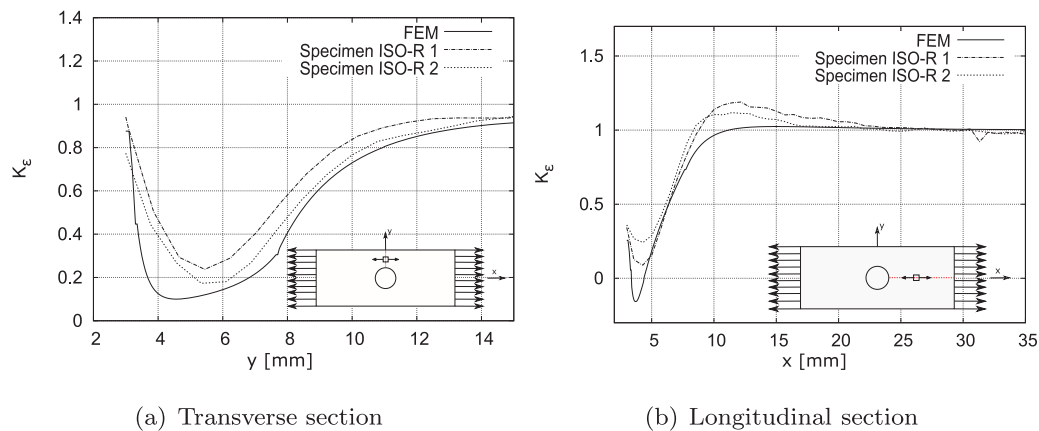 1.4
1.2
1
0.8
0.6
0.4
0.2
0
Kε
FEM
Specimen ISO-R 1
Specimen ISO-R 2
y
x
2 4 6 8 10 12 14
y [mm]
1.5
1
0.5
0
Kε
FEM
Specimen ISO-R 1
Specimen ISO-R 2
y
x
5 10 15 20 25 30 35
x [mm]
(a) Transverse section
(b) Longitudinal section